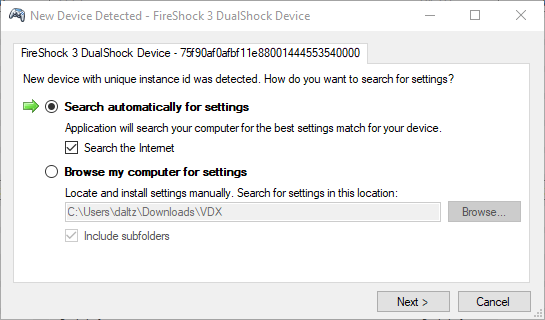 New Device Detected - FireShock 3 DualShock Device
FireShock 3 DualShock Device - 75f90af0afbf11e88001444553540000
New device with unique instance id was detected. How do you want to search for settings?
Search automatically for settings
Application will search your computer for the best settings match for your device.
Search the Internet
Browse my computer for settings
Locate and install settings manually. Search for settings in this location:
C:\Users\daltz\Downloads\VDX
Browse...
Include subfolders
Next >
Cancel